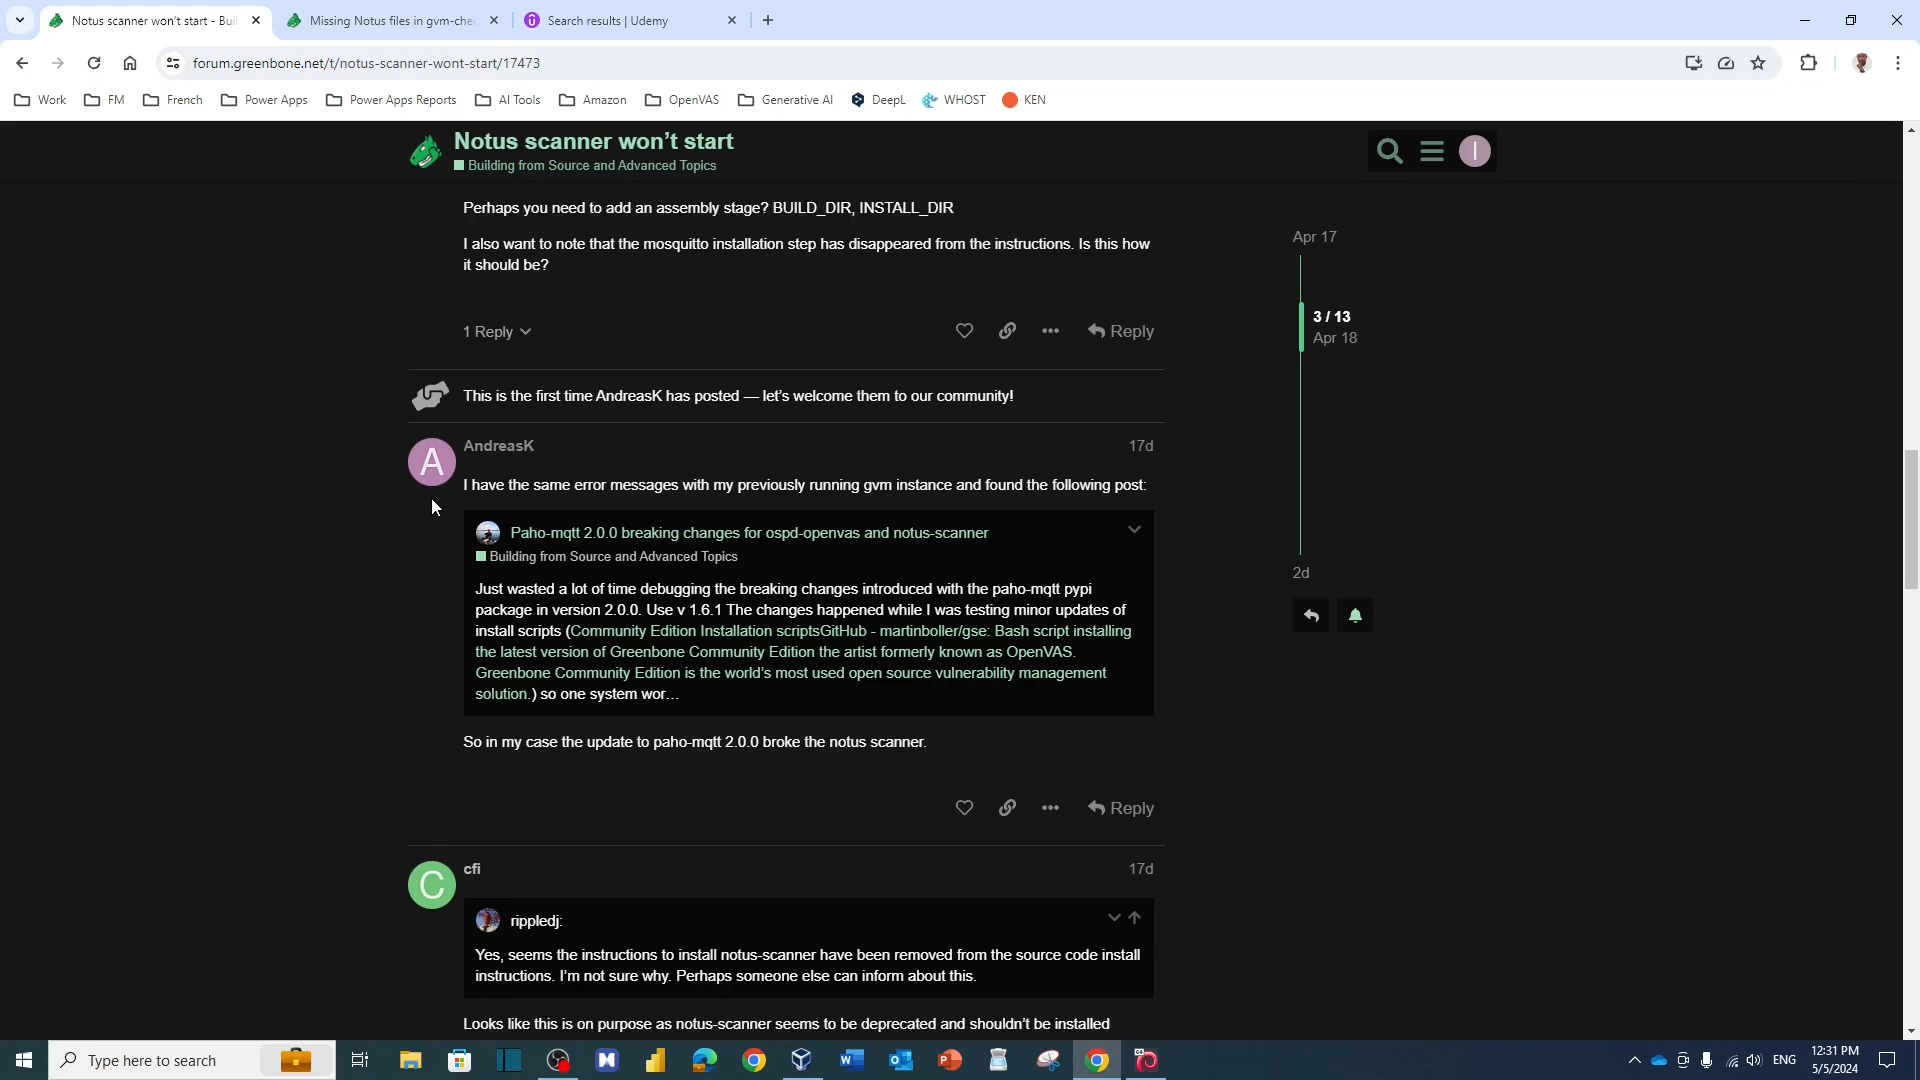 Notus scanner won't start - Bui
Missing Notus files in gvm-chec
Search results | Udemy
forum.greenbone.net/t/notus-scanner-wont-start/17473
Work
FM
French
Power Apps
Power Apps Reports
AI Tools
Amazon
OpenVAS
Generative AI
DeepL
WHOST
KEN
Notus scanner won't start
Building from Source and Advanced Topics
I
Perhaps you need to add an assembly stage? BUILD_DIR, INSTALL_DIR
I also want to note that the mosquitto installation step has disappeared from the instructions. Is this how
it should be?
1 Reply
Reply
Apr 17
3 / 13
Apr 18
2d
This is the first time AndreasK has posted — let's welcome them to our community!
A
AndreasK
17d
I have the same error messages with my previously running gvm instance and found the following post:
Paho-mqtt 2.0.0 breaking changes for ospd-openvas and notus-scanner
Building from Source and Advanced Topics
Just wasted a lot of time debugging the breaking changes introduced with the paho-mqtt pypi
package in version 2.0.0. Use v 1.6.1 The changes happened while I was testing minor updates of
install scripts (Community Edition Installation scriptsGitHub - martinboller/gse: Bash script installing
the latest version of Greenbone Community Edition the artist formerly known as OpenVAS.
Greenbone Community Edition is the world's most used open source vulnerability management
solution.) so one system wor…
So in my case the update to paho-mqtt 2.0.0 broke the notus scanner.
Reply
C
cfi
17d
rippledj:
Yes, seems the instructions to install notus-scanner have been removed from the source code install
instructions. I'm not sure why. Perhaps someone else can inform about this.
Looks like this is on purpose as notus-scanner seems to be deprecated and shouldn't be installed
Type here to search
ENG
12:31 PM
5/5/2024